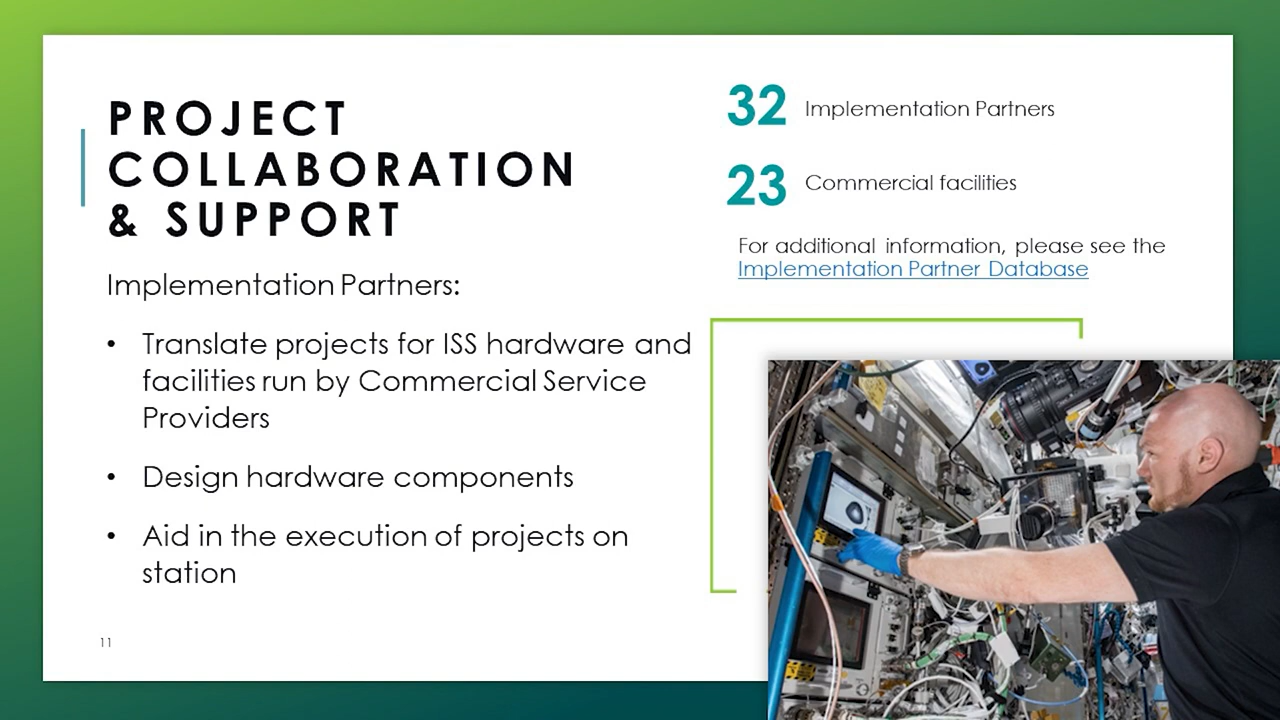 PROJECT
COLLABORATION
& SUPPORT
Implementation Partners:
• Translate projects for ISS hardware and
facilities run by Commercial Service
Providers
• Design hardware components
• Aid in the execution of projects on
station
11
32 Implementation Partners
23 Commercial facilities
For additional information, please see the
Implementation Partner Database